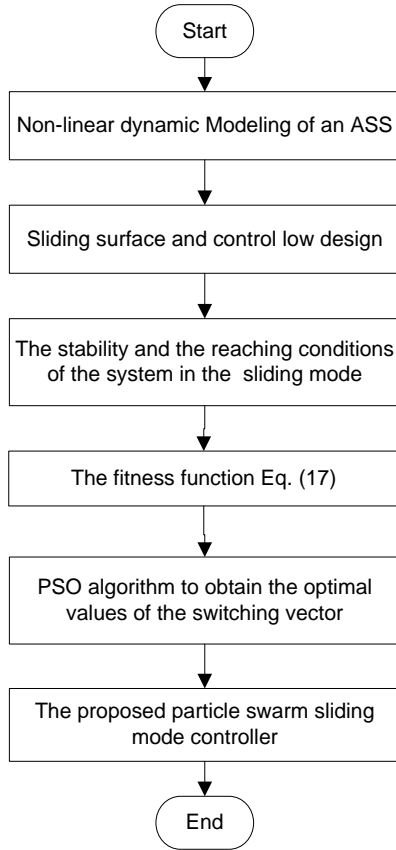 Start
Non-linear dynamic Modeling of an ASS
Sliding surface and control low design
The stability and the reaching conditions
of the system in the sliding mode
The fitness function Eq. (17)
PSO algorithm to obtain the optimal
values of the switching vector
The proposed particle swarm sliding
mode controller
End